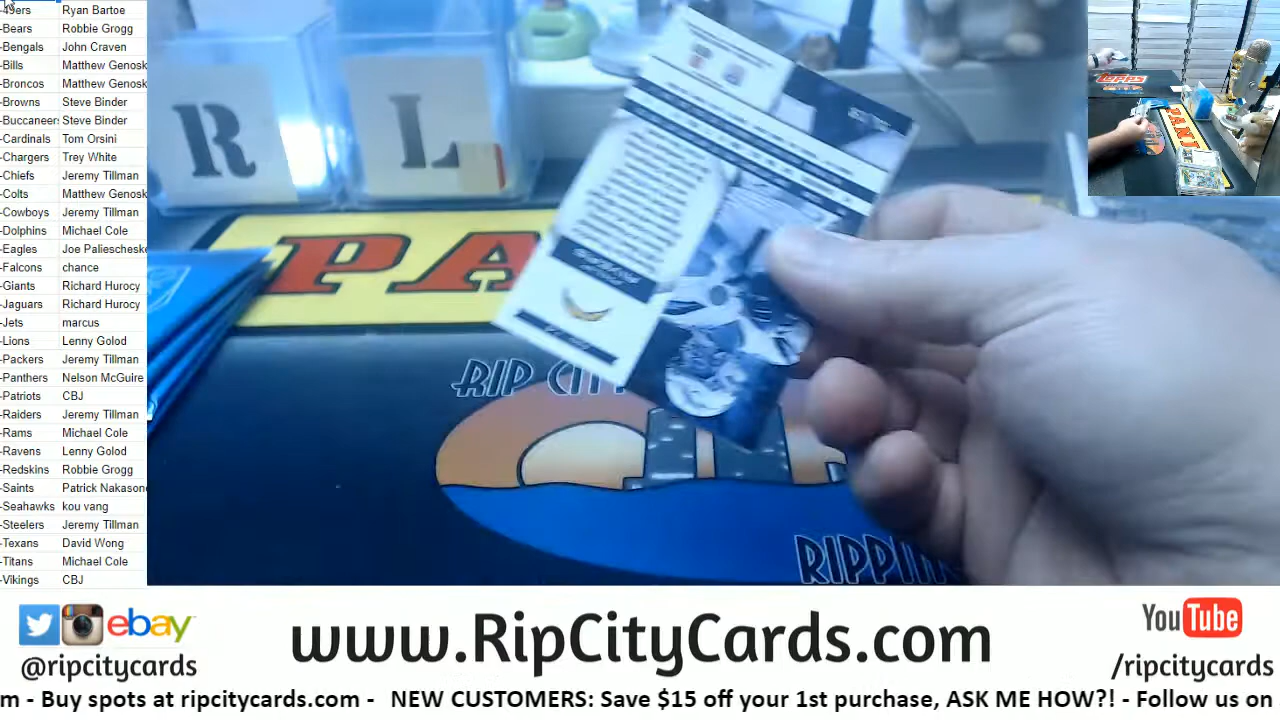 -49ers Ryan Bartoe
-Bears Robbie Grogg
-Bengals John Craven
-Bills Matthew Genosk
-Broncos Matthew Genosk
-Browns Steve Binder
-Buccaneers Steve Binder
-Cardinals Tom Orsini
-Chargers Trey White
-Chiefs Jeremy Tillman
-Colts Matthew Genosk
-Cowboys Jeremy Tillman
-Dolphins Michael Cole
-Eagles Joe Paliescheske
-Falcons chance
-Giants Richard Hurocy
-Jaguars Richard Hurocy
-Jets marcus
-Lions Lenny Golod
-Packers Jeremy Tillman
-Panthers Nelson McGuire
-Patriots CBJ
-Raiders Jeremy Tillman
-Rams Michael Cole
-Ravens Lenny Golod
-Redskins Robbie Grogg
-Saints Patrick Nakasone
-Seahawks kou vang
-Steelers Jeremy Tillman
-Texans David Wong
-Titans Michael Cole
-Vikings CBJ
R L
PA
RIP CIT
RIPPIN
Topps
PANI
ebay
@ripcitycards
www.RipCityCards.com
YouTube
/ripcitycards
m - Buy spots at ripcitycards.com - NEW CUSTOMERS: Save $15 off your 1st purchase, ASK ME HOW?! - Follow us on